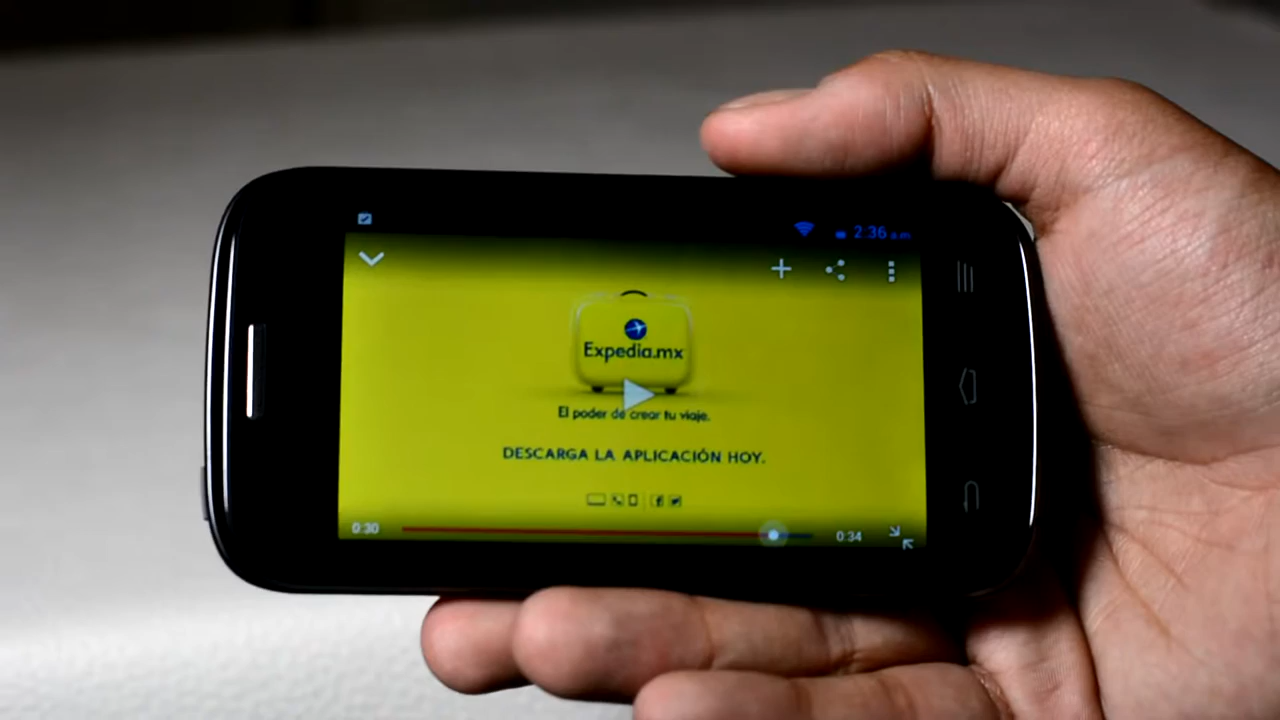 2:36 a.m.
Expedia.mx
El poder de crear tu viaje.
DESCARGA LA APLICACIÓN HOY.
0:30
0:34